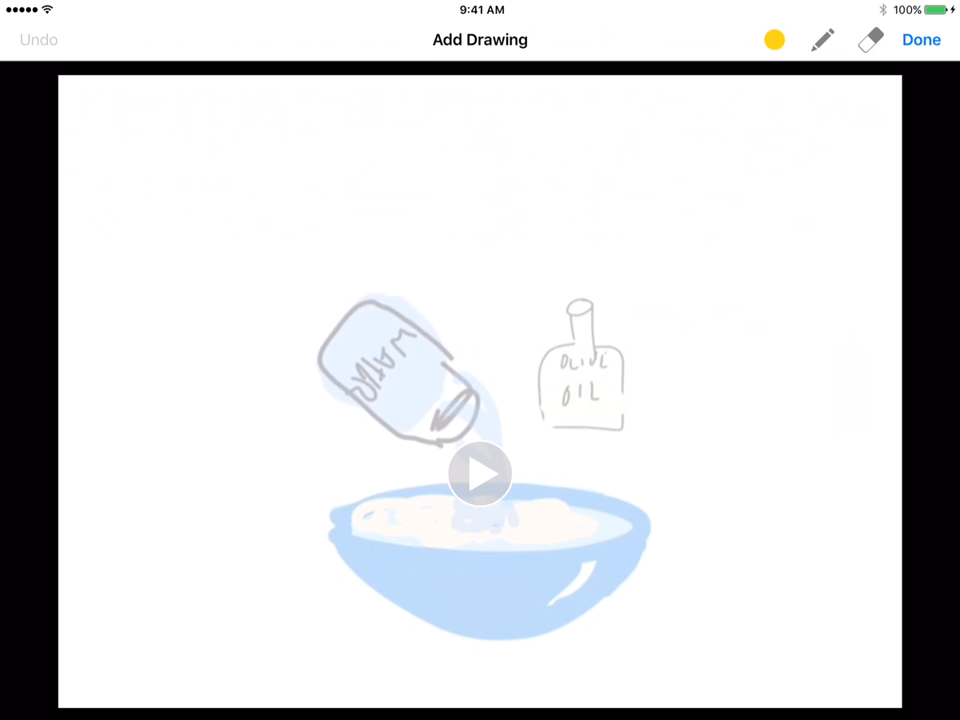 9:41 AM
100%
Undo
Add Drawing
Done
WATER
OLIVE
OIL